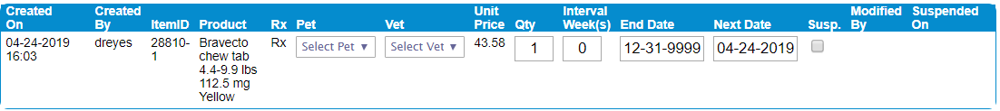 Created On Created By ItemID Product Rx Pet Vet Unit Price Qty Interval Week(s) End Date Next Date Susp. Modified By Suspended On
04-24-2019 16:03 dreyes 28810-1 Bravecto chew tab 4.4-9.9 lbs 112.5 mg Yellow Rx Select Pet ▼ Select Vet ▼ 43.58 1 0 12-31-9999 04-24-2019